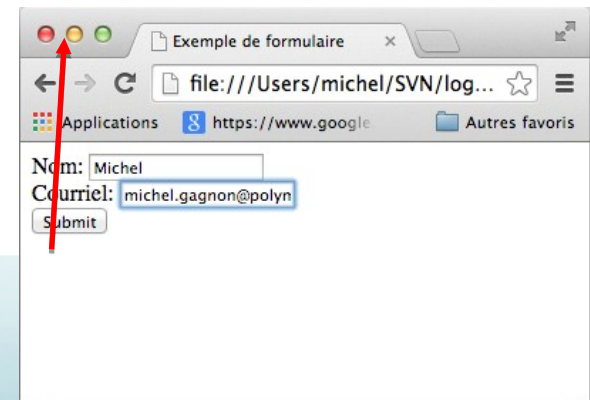 Exemple de formulaire
file:///Users/michel/SVN/log...
Applications 8 https://www.google Autres favoris
Nom: Michel
Courriel: michel.gagnon@polyn
Submit